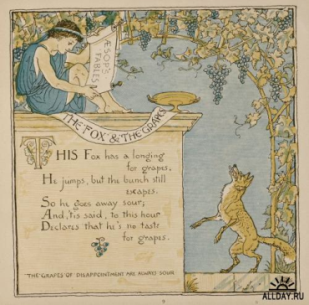 ÆSOP'S
FABLES
THE FOX & THE GRAPES
THIS Fox has a longing
for grapes,
He jumps, but the bunch still
escapes.
So he goes away sour;
And, 'tis said, to this hour
Declares that he's no taste
for grapes.
THE GRAPES OF DISAPPOINTMENT ARE ALWAYS SOUR
ALLDAY.RU